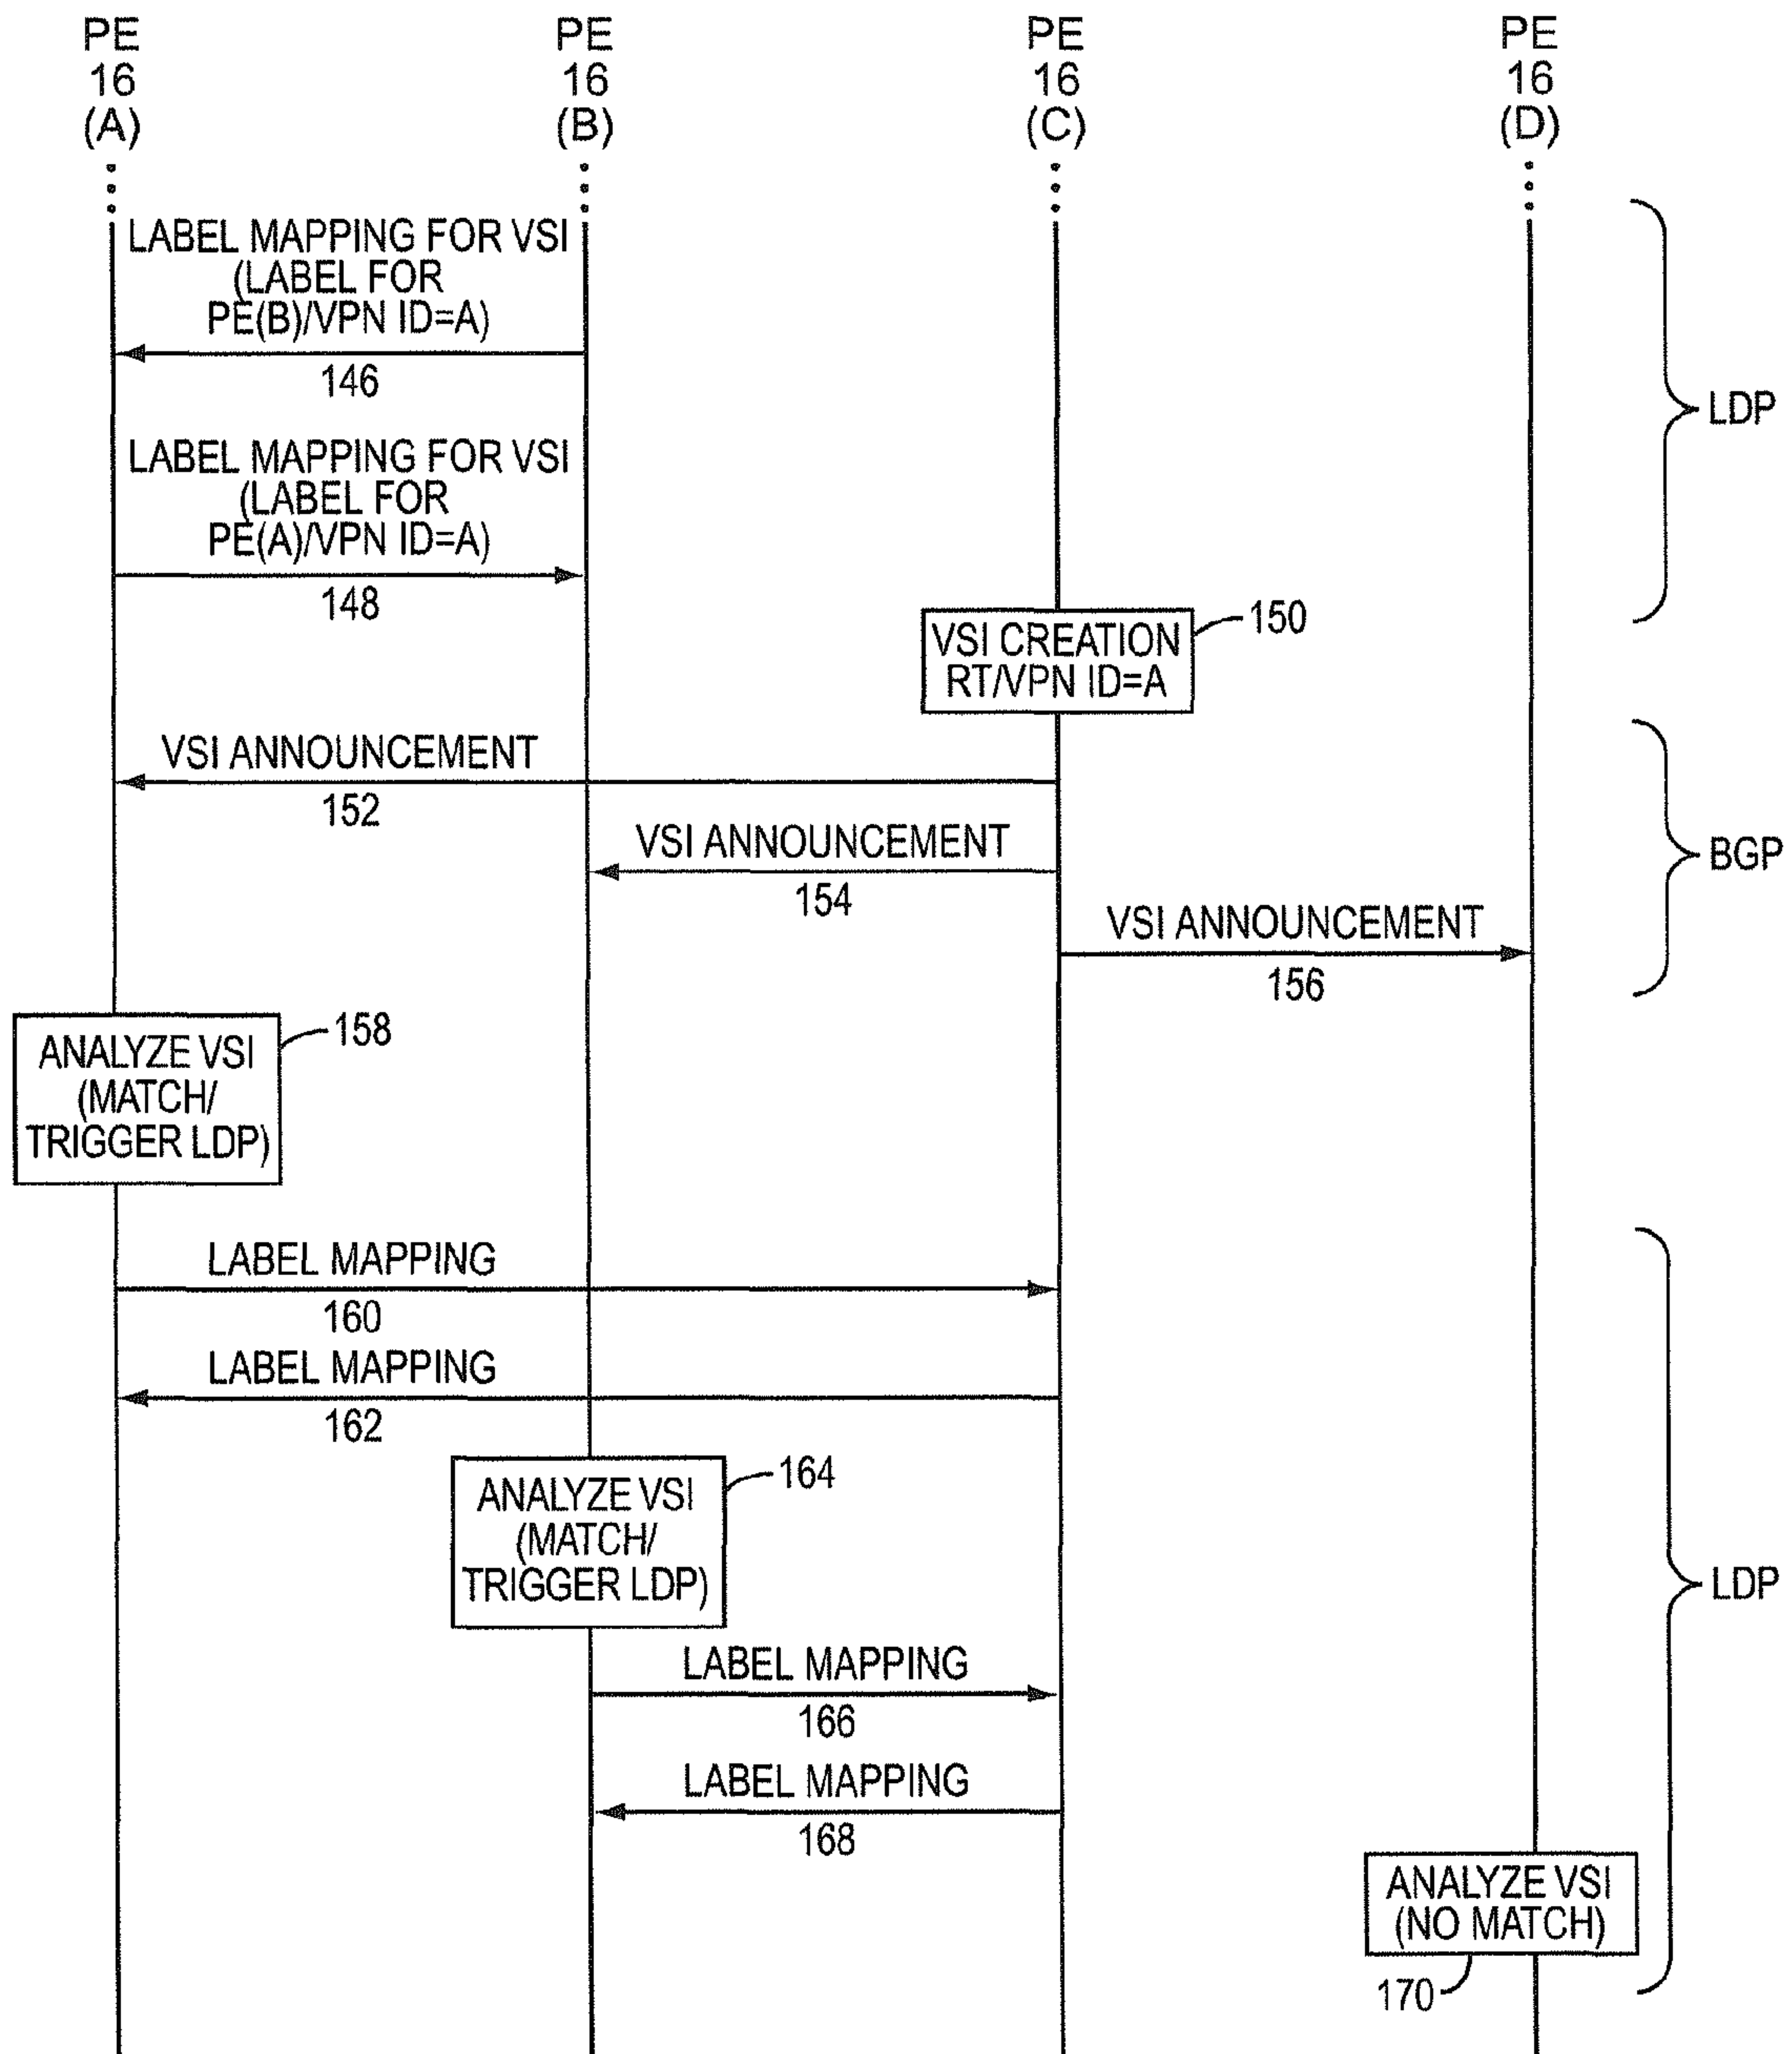 PE
16
(A)
PE
16
(B)
PE
16
(C)
PE
16
(D)
LABEL MAPPING FOR VSI
(LABEL FOR
PE(B)/VPN ID=A)
146
LDP
LABEL MAPPING FOR VSI
(LABEL FOR
PE(A)/VPN ID=A)
148
VSI CREATION
RT/VPN ID=A
150
VSI ANNOUNCEMENT
152
VSI ANNOUNCEMENT
154
BGP
VSI ANNOUNCEMENT
156
ANALYZE VSI
(MATCH/
TRIGGER LDP)
158
LABEL MAPPING
160
LABEL MAPPING
162
ANALYZE VSI
(MATCH/
TRIGGER LDP)
164
LDP
LABEL MAPPING
166
LABEL MAPPING
168
ANALYZE VSI
(NO MATCH)
170